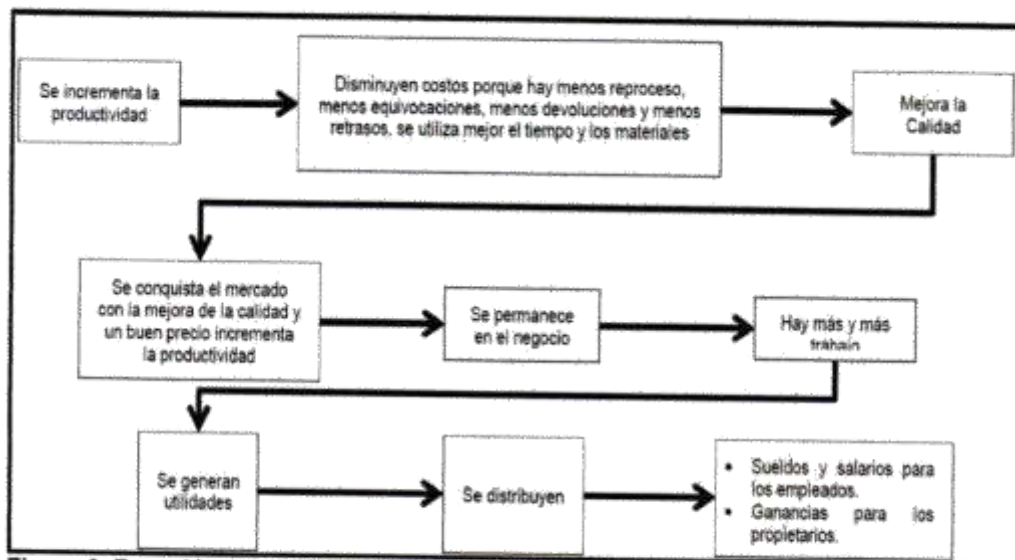 Se incrementa la
productividad
Disminuyen costos porque hay menos reproceso,
menos equivocaciones, menos devoluciones y menos
retrasos, se utiliza mejor el tiempo y los materiales
Mejora la
Calidad
Se conquista el mercado
con la mejora de la calidad y
un buen precio incrementa
la productividad
Se permanece
en el negocio
Hay más y más
trabajo
Se generan
utilidades
Se distribuyen
• Sueldos y salarios para
los empleados.
• Ganancias para los
propietarios.